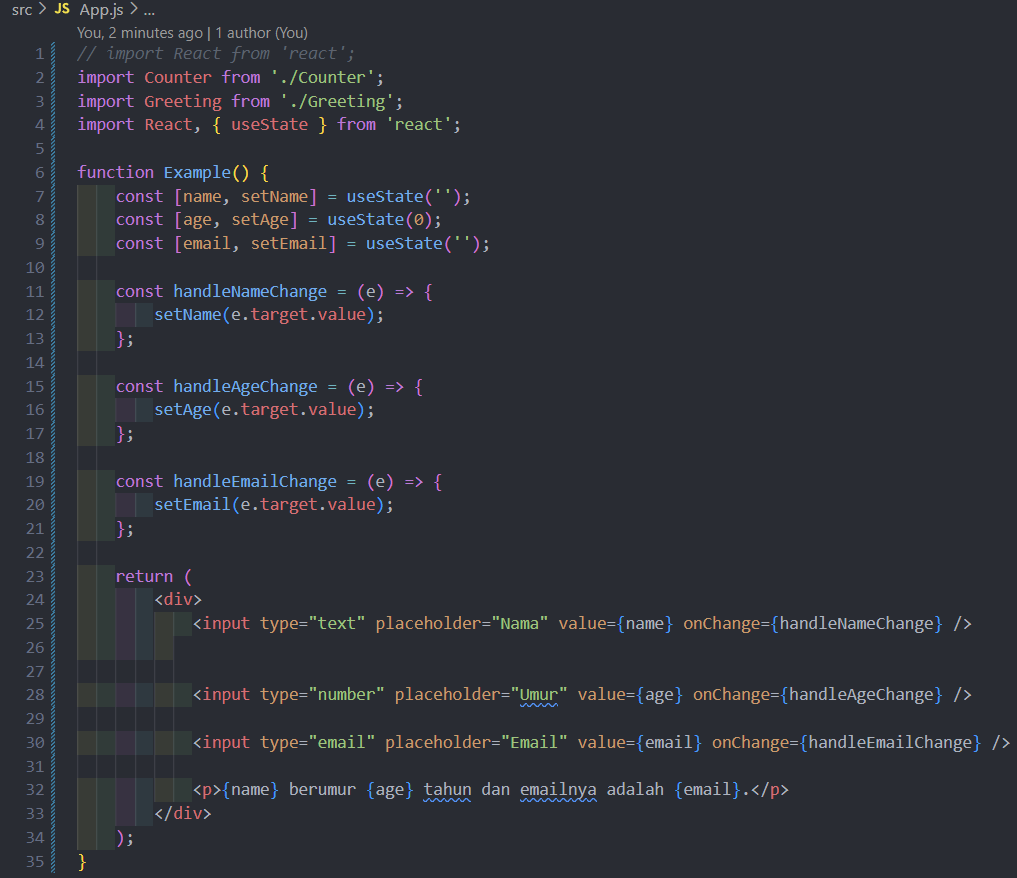 src > JS App.js > ...
You, 2 minutes ago | 1 author (You)
1 // import React from 'react';
2 import Counter from './Counter';
3 import Greeting from './Greeting';
4 import React, { useState } from 'react';
5
6 function Example() {
7     const [name, setName] = useState('');
8     const [age, setAge] = useState(0);
9     const [email, setEmail] = useState('');
10
11     const handleNameChange = (e) => {
12         setName(e.target.value);
13     };
14
15     const handleAgeChange = (e) => {
16         setAge(e.target.value);
17     };
18
19     const handleEmailChange = (e) => {
20         setEmail(e.target.value);
21     };
22
23     return (
24         <div>
25             <input type="text" placeholder="Nama" value={name} onChange={handleNameChange} />
26
27
28             <input type="number" placeholder="Umur" value={age} onChange={handleAgeChange} />
29
30             <input type="email" placeholder="Email" value={email} onChange={handleEmailChange} />
31
32             <p>{name} berumur {age} tahun dan emailnya adalah {email}.</p>
33         </div>
34     );
35 }